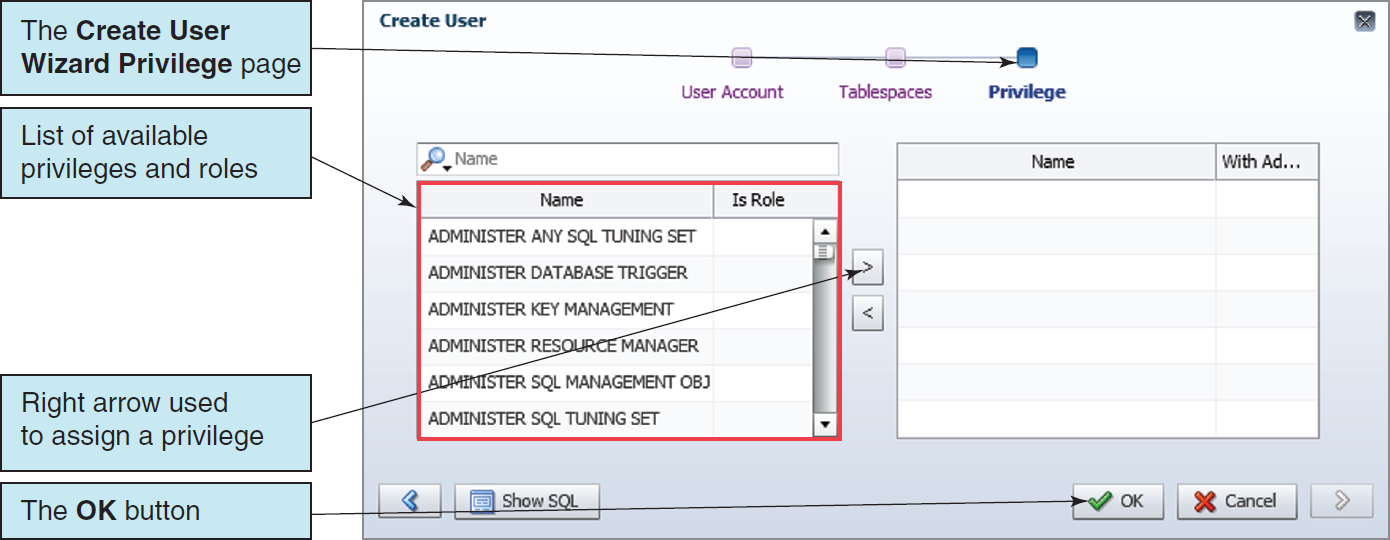 The Create User
Wizard Privilege page
List of available
privileges and roles
Right arrow used
to assign a privilege
The OK button
Create User
User Account
Tablespaces
Privilege
Name
Name
Is Role
ADMINISTER ANY SQL TUNING SET
ADMINISTER DATABASE TRIGGER
ADMINISTER KEY MANAGEMENT
ADMINISTER RESOURCE MANAGER
ADMINISTER SQL MANAGEMENT OBJ
ADMINISTER SQL TUNING SET
>
<
Name
With Ad...
Show SQL
OK
Cancel